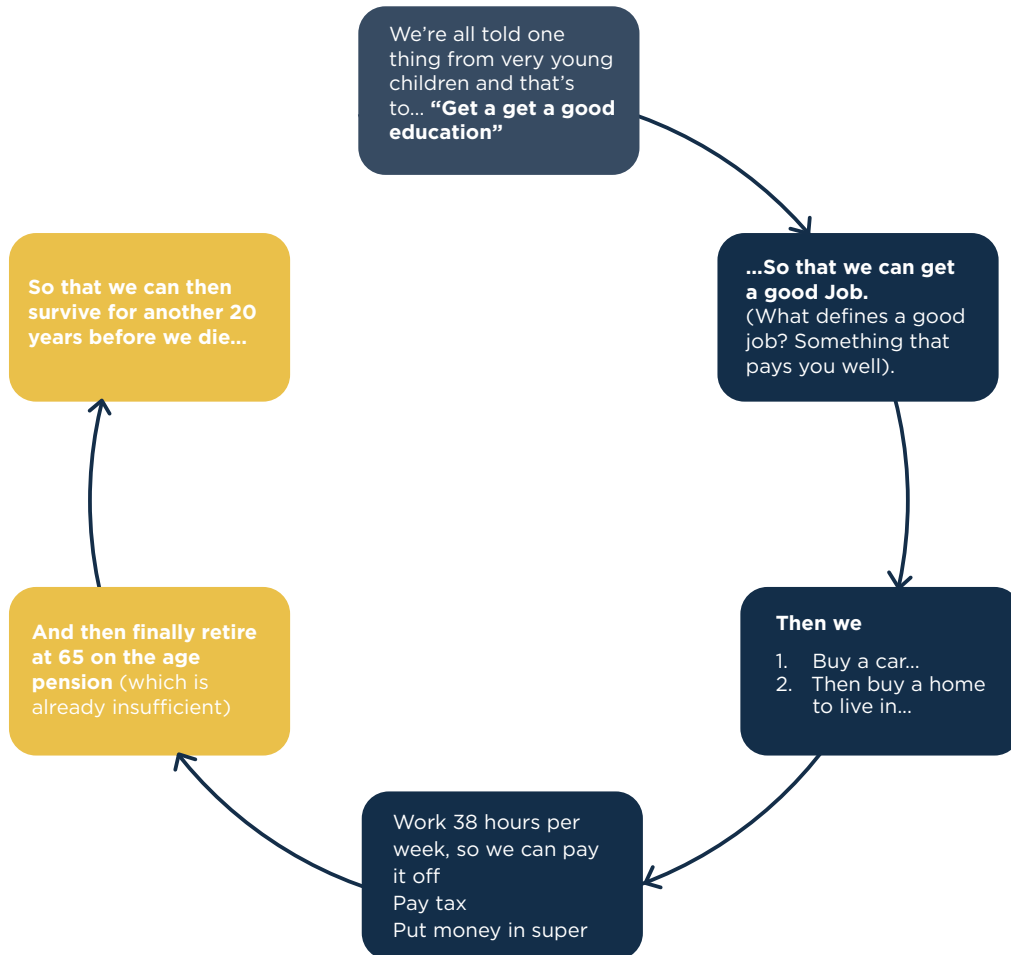 We’re all told one
thing from very young
children and that’s
to... “Get a get a good
education”
...So that we can get
a good Job.
(What defines a good
job? Something that
pays you well).
Then we
1. Buy a car...
2. Then buy a home
to live in...
Work 38 hours per
week, so we can pay
it off
Pay tax
Put money in super
And then finally retire
at 65 on the age
pension (which is
already insufficient)
So that we can then
survive for another 20
years before we die...